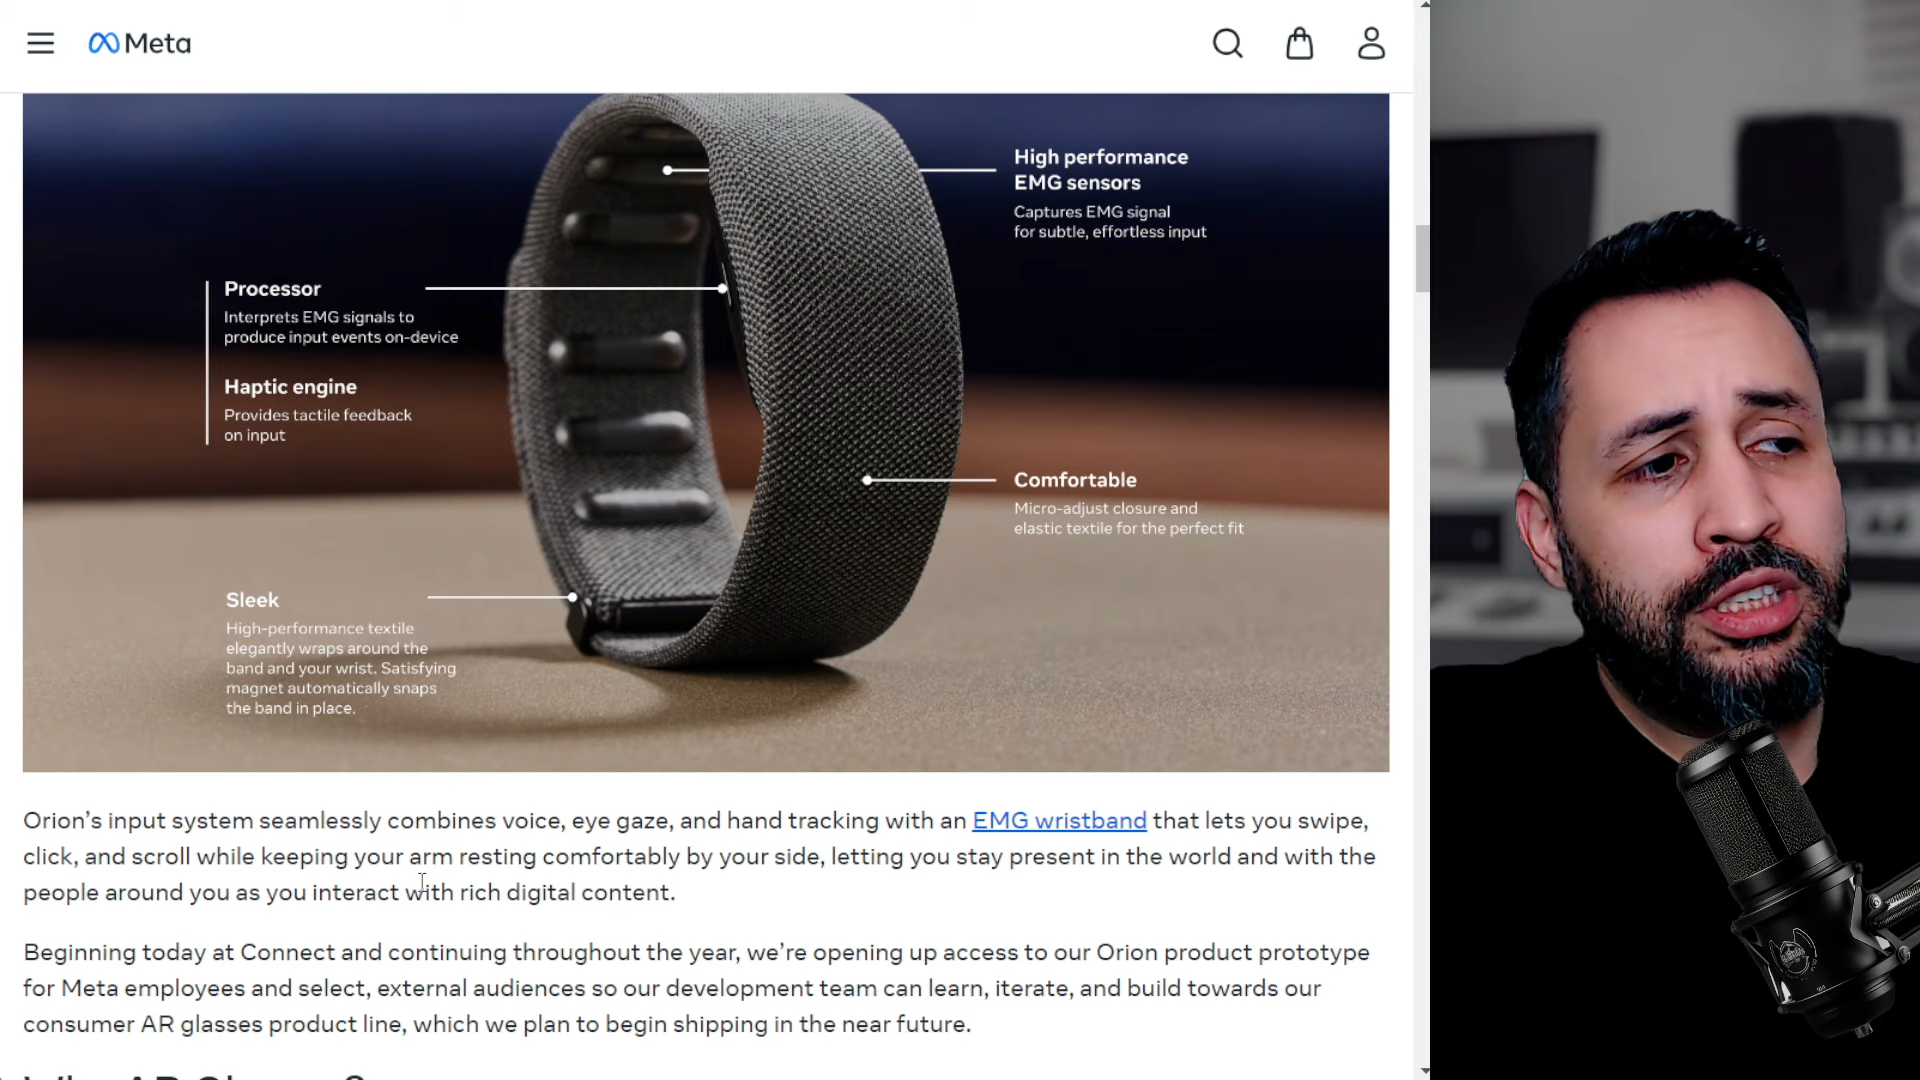 Meta
High performance
EMG sensors
Captures EMG signal
for subtle, effortless input
Processor
Interprets EMG signals to
produce input events on-device
Haptic engine
Provides tactile feedback
on input
Comfortable
Micro-adjust closure and
elastic textile for the perfect fit
Sleek
High-performance textile
elegantly wraps around the
band and your wrist. Satisfying
magnet automatically snaps
the band in place.
Orion’s input system seamlessly combines voice, eye gaze, and hand tracking with an EMG wristband that lets you swipe,
click, and scroll while keeping your arm resting comfortably by your side, letting you stay present in the world and with the
people around you as you interact with rich digital content.
Beginning today at Connect and continuing throughout the year, we’re opening up access to our Orion product prototype
for Meta employees and select, external audiences so our development team can learn, iterate, and build towards our
consumer AR glasses product line, which we plan to begin shipping in the near future.